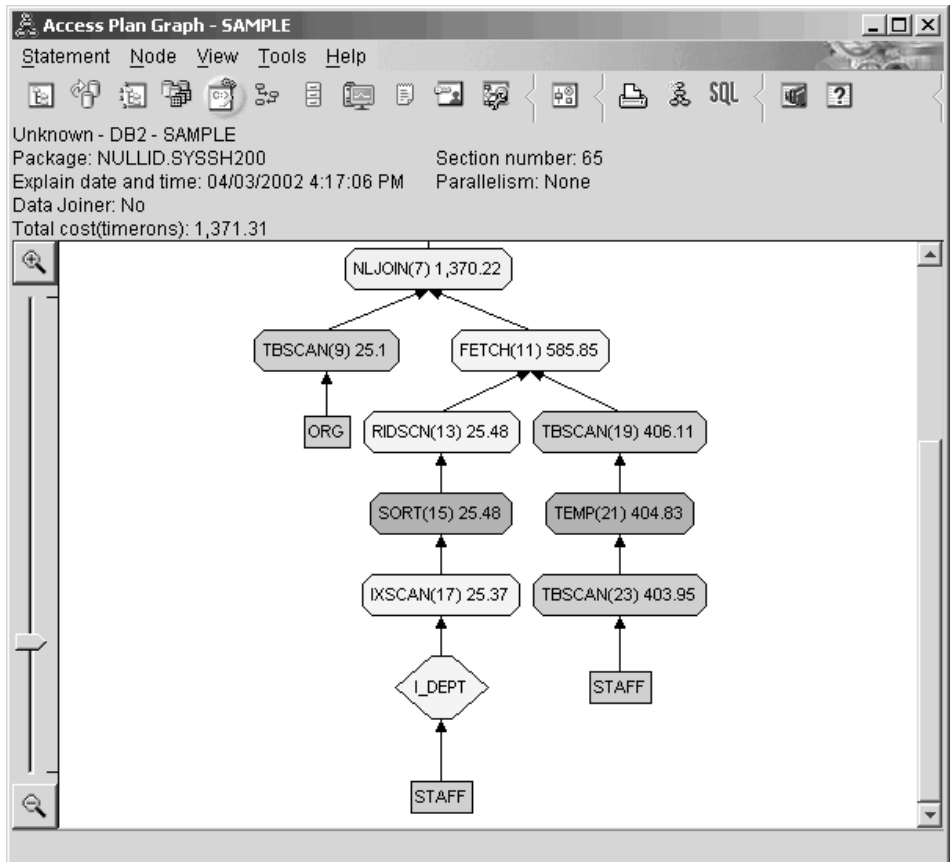 Access Plan Graph - SAMPLE
Statement Node View Tools Help
SQL ?
Unknown - DB2 - SAMPLE
Package: NULLID.SYSSH200 Section number: 65
Explain date and time: 04/03/2002 4:17:06 PM Parallelism: None
Data Joiner: No
Total cost(timerons): 1,371.31
NLJOIN(7) 1,370.22
TBSCAN(9) 25.1 FETCH(11) 585.85
ORG RIDSCN(13) 25.48 TBSCAN(19) 406.11
SORT(15) 25.48 TEMP(21) 404.83
IXSCAN(17) 25.37 TBSCAN(23) 403.95
I_DEPT STAFF
STAFF